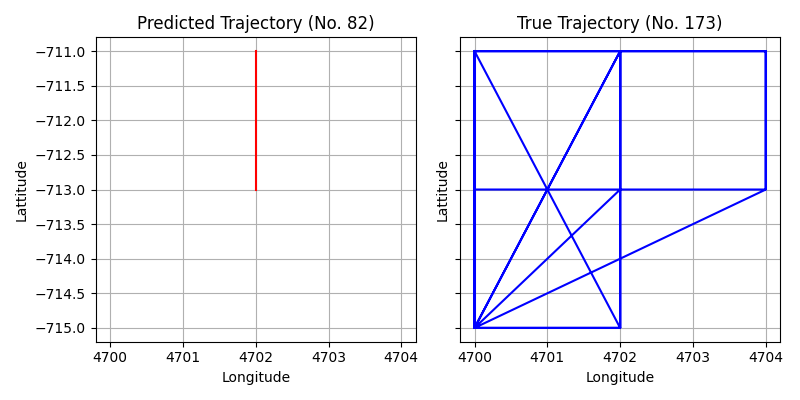 Predicted Trajectory (No. 82)
Lattitude
−711.0
−711.5
−712.0
−712.5
−713.0
−713.5
−714.0
−714.5
−715.0
4700 4701 4702 4703 4704
Longitude
True Trajectory (No. 173)
Lattitude
4700 4701 4702 4703 4704
Longitude